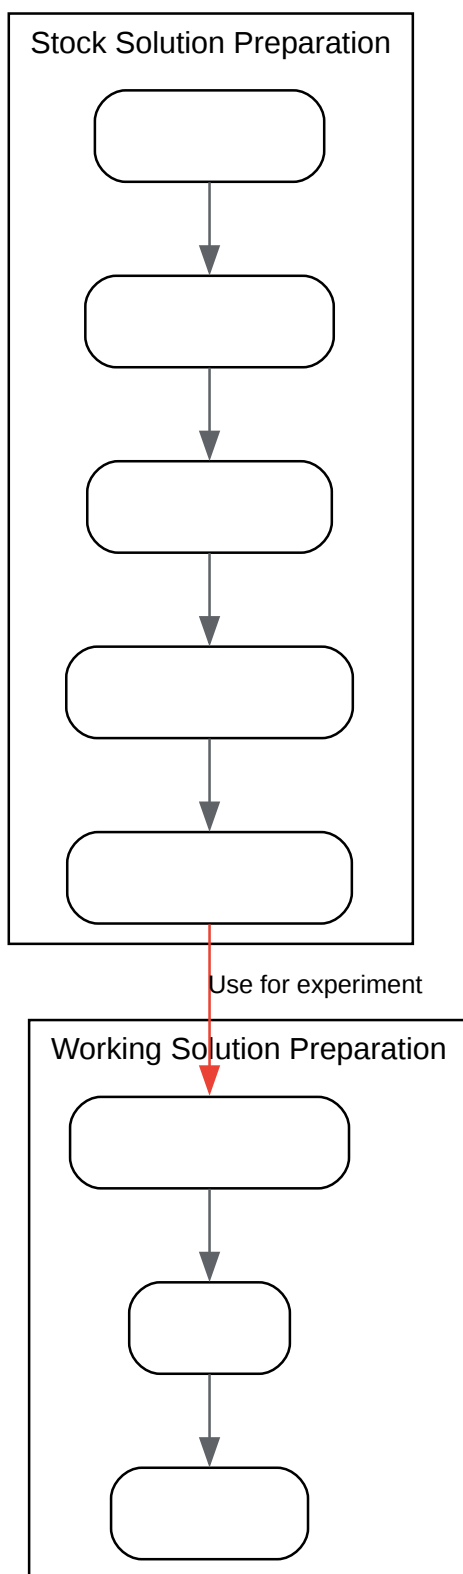 Stock Solution Preparation
Use for experiment
Working Solution Preparation